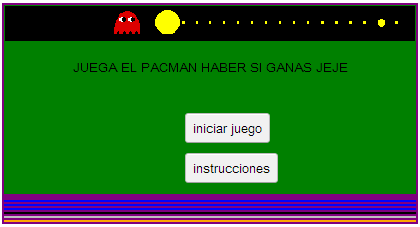 JUEGA EL PACMAN HABER SI GANAS JEJE
iniciar juego
instrucciones